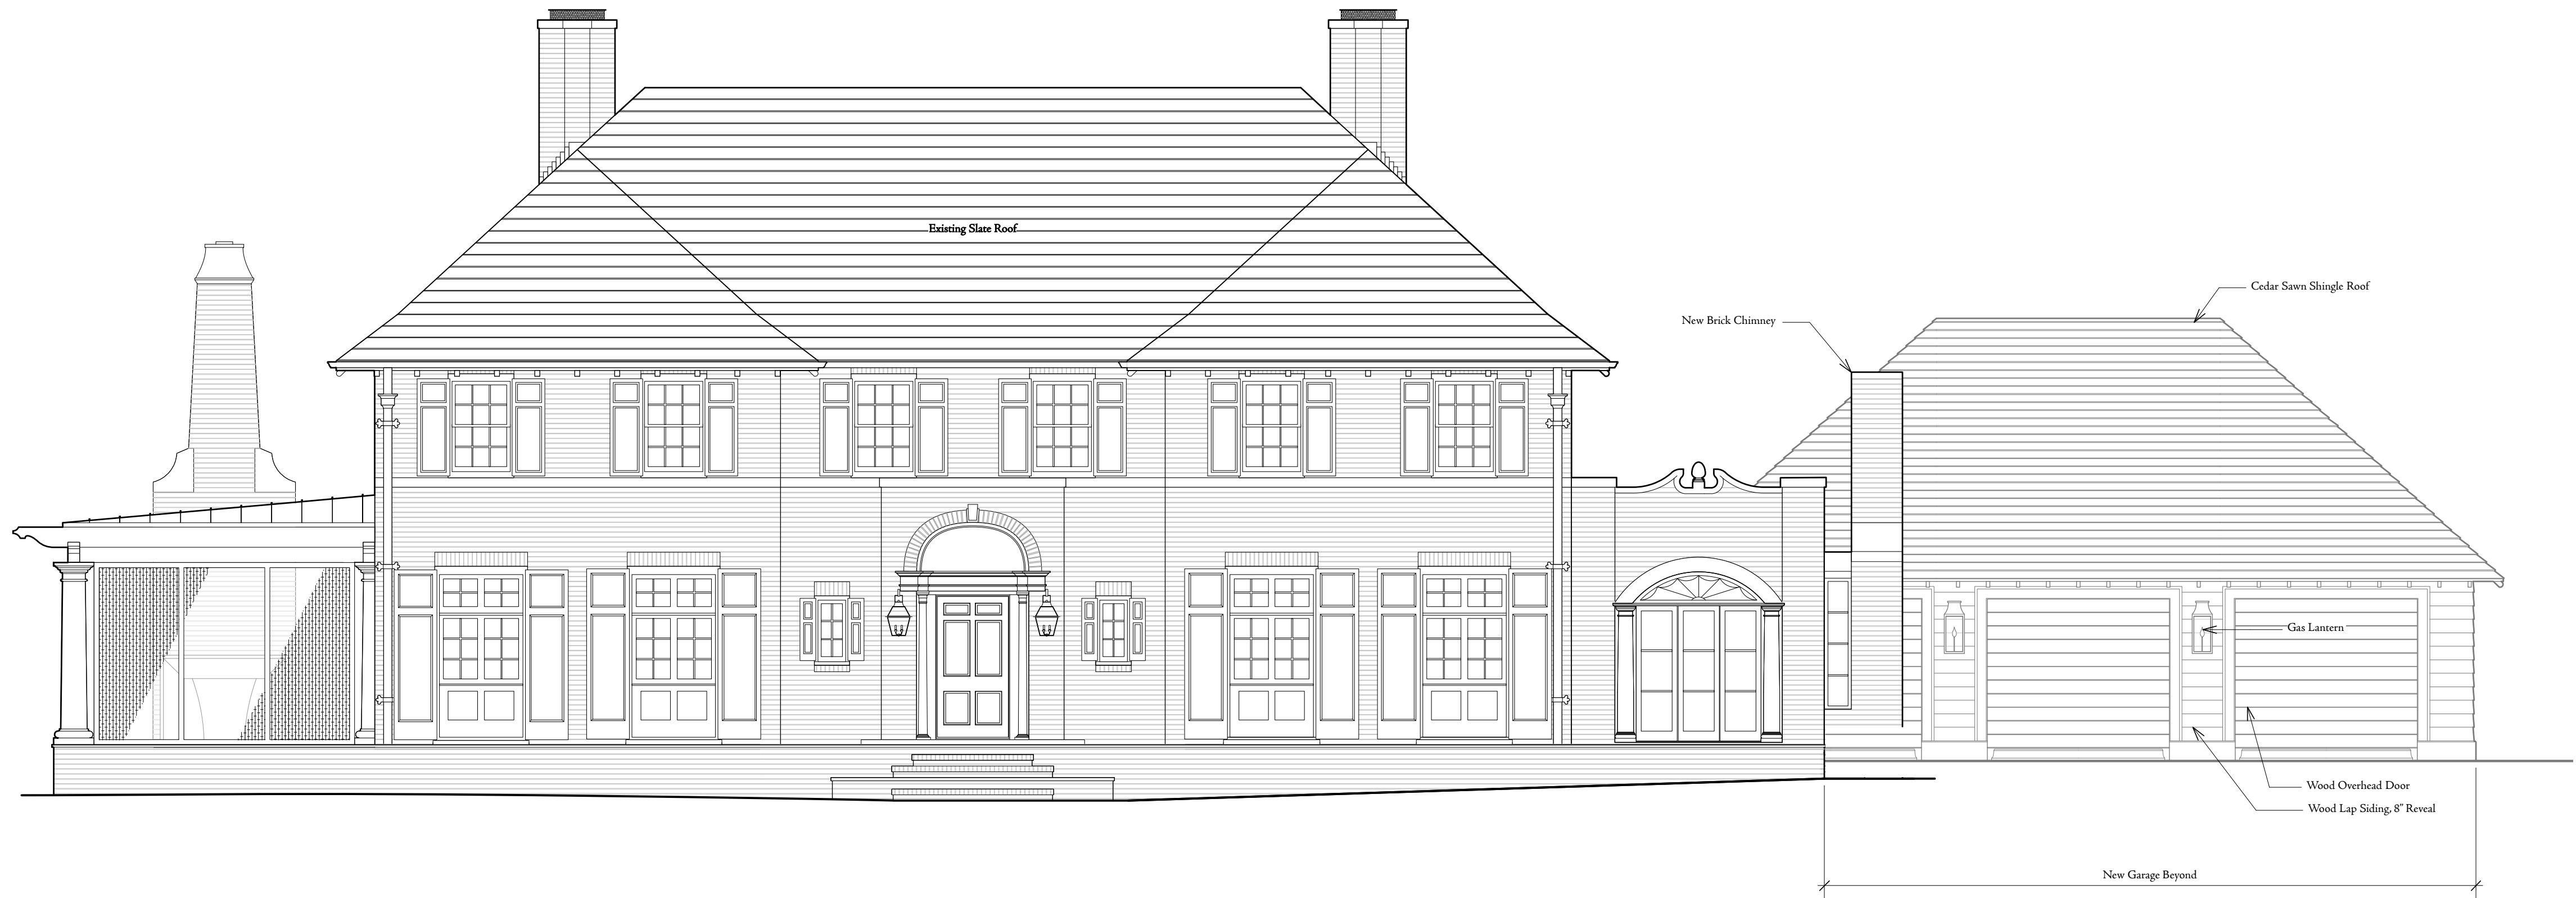 Existing Slate Roof
Cedar Sawn Shingle Roof
New Brick Chimney
Gas Lantern
Wood Overhead Door
Wood Lap Siding, 8" Reveal
New Garage Beyond